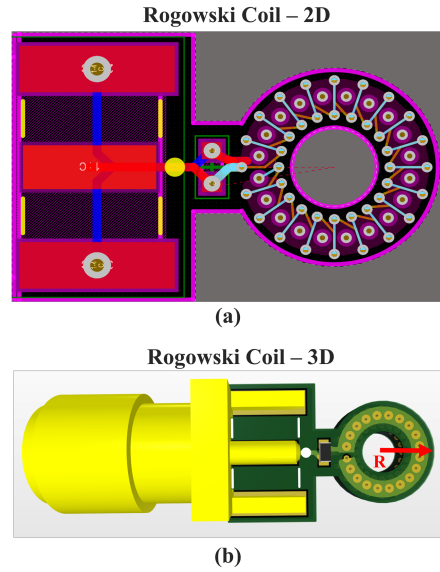 Rogowski Coil – 2D
(a)
Rogowski Coil – 3D
R
(b)